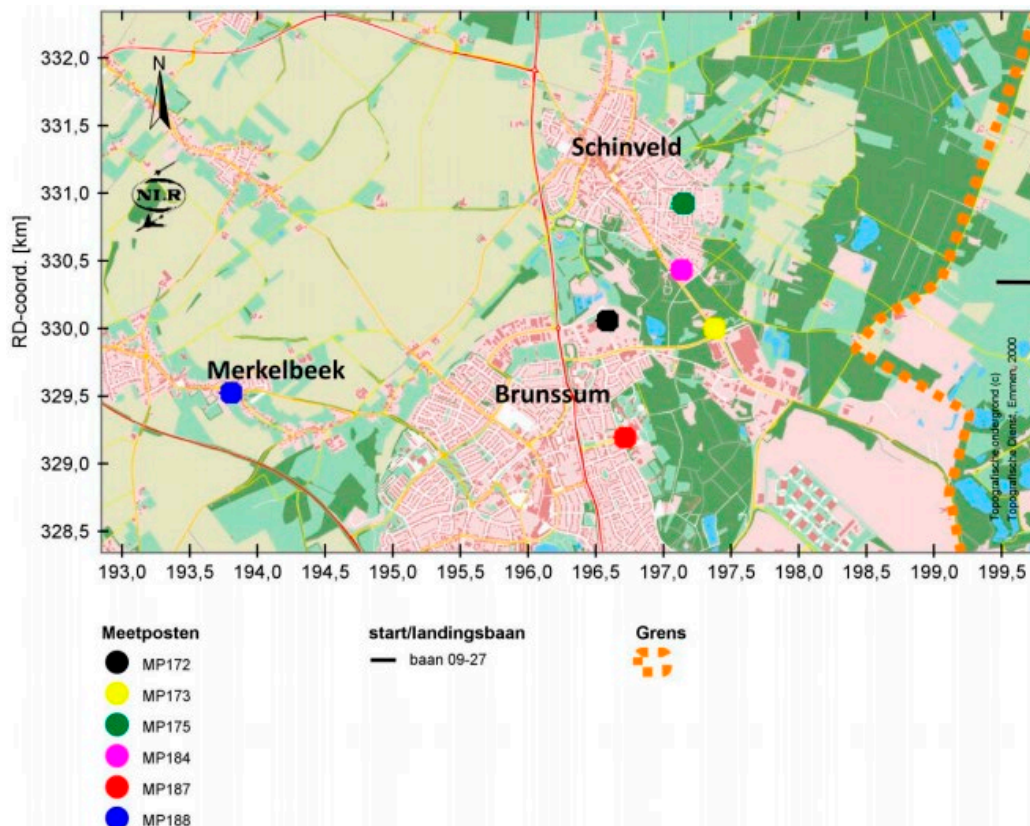 332,0
N
331,5
Schinveld
331,0
NLR
330,5
RD-coord. [km]
330,0
Merkelbeek
329,5
Brunssum
329,0
328,5
Topografische ondergrond (c)
Topografische Dienst, Emmen, 2000
193,0 193,5 194,0 194,5 195,0 195,5 196,0 196,5 197,0 197,5 198,0 198,5 199,0 199,5
Meetposten
start/landingsbaan
Grens
MP172
baan 09-27
MP173
MP175
MP184
MP187
MP188